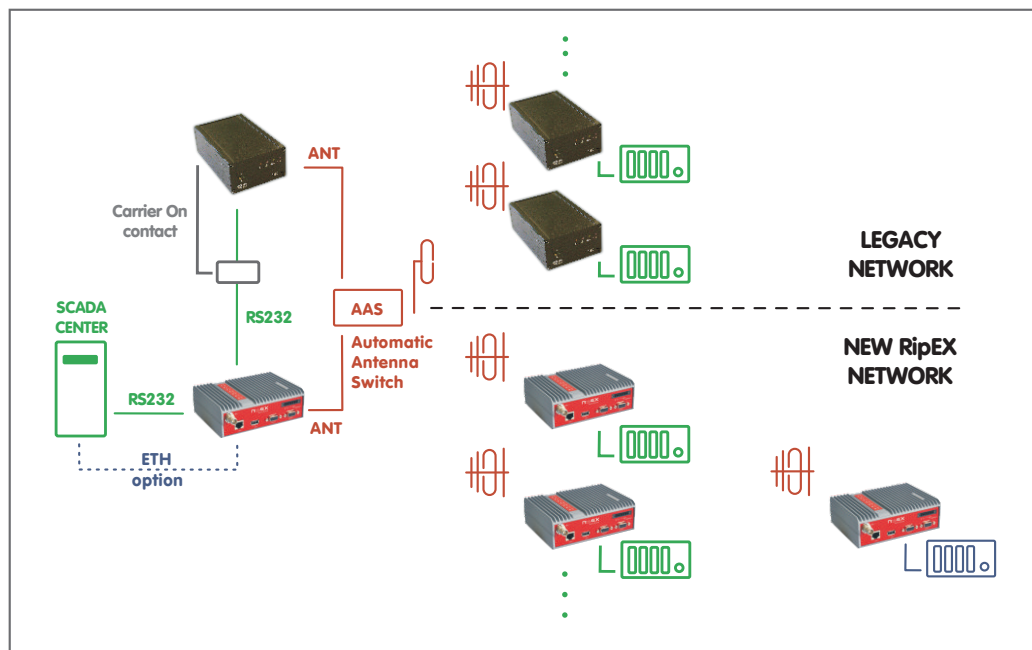 ANT
Carrier On
contact
LEGACY
NETWORK
SCADA
CENTER
RS232
AAS
Automatic
Antenna
Switch
NEW RipEX
NETWORK
RS232
ANT
ETH
option